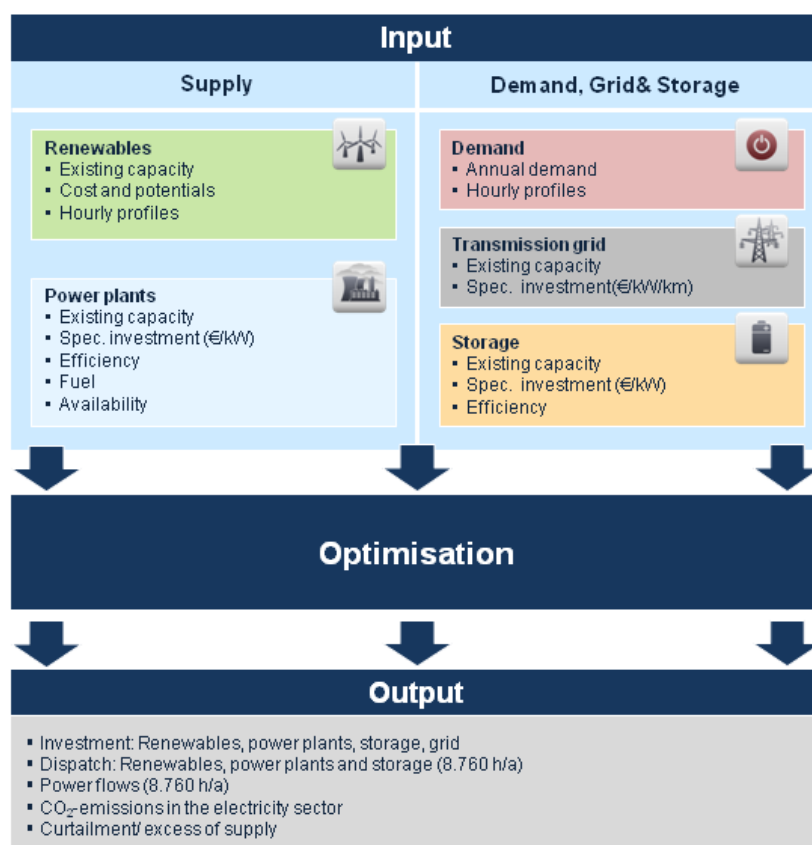 Input
Supply
Demand, Grid& Storage
Renewables
▪ Existing capacity
▪ Cost and potentials
▪ Hourly profiles
Power plants
▪ Existing capacity
▪ Spec. investment (€/kW)
▪ Efficiency
▪ Fuel
▪ Availability
Demand
▪ Annual demand
▪ Hourly profiles
Transmission grid
▪ Existing capacity
▪ Spec. investment(€/kW/km)
Storage
▪ Existing capacity
▪ Spec. investment (€/kW)
▪ Efficiency
Optimisation
Output
▪ Investment: Renewables, power plants, storage, grid
▪ Dispatch: Renewables, power plants and storage (8.760 h/a)
▪ Power flows (8.760 h/a)
▪ CO₂-emissions in the electricity sector
▪ Curtailment/ excess of supply